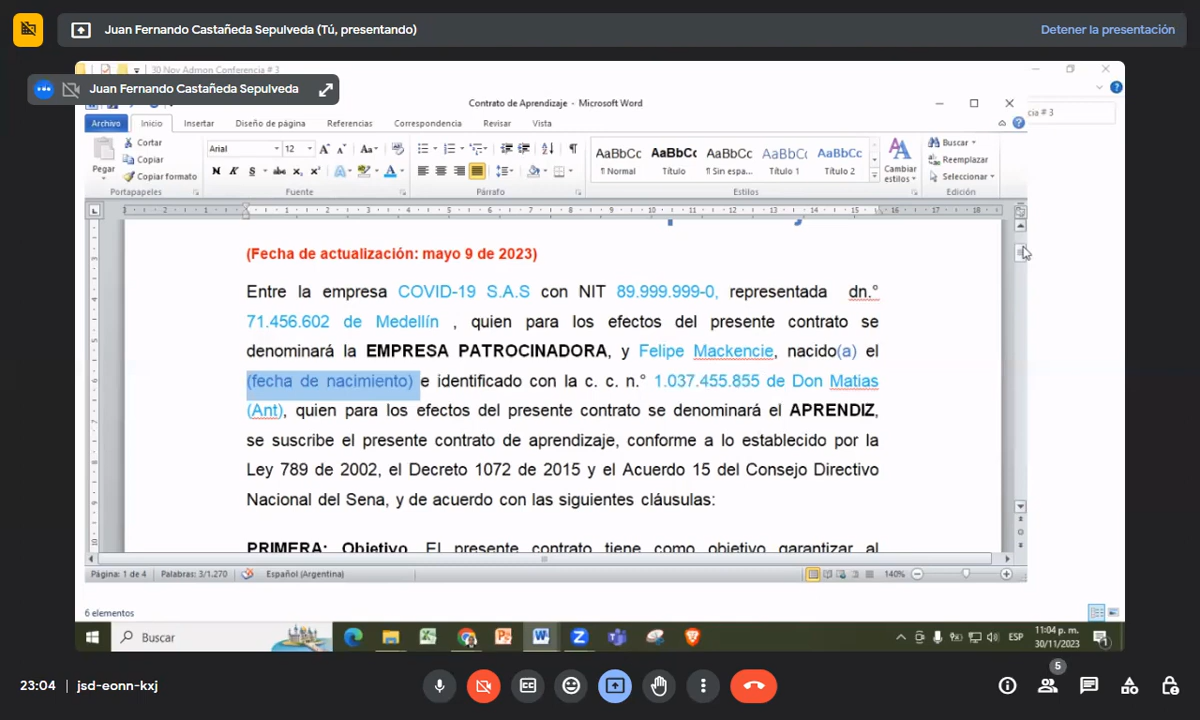 Juan Fernando Castañeda Sepulveda (Tú, presentando)
Detener la presentación
30 Nov Admon Conferencia # 3
Juan Fernando Castañeda Sepulveda
Contrato de Aprendizaje - Microsoft Word
cia # 3
Archivo Inicio Insertar Diseño de página Referencias Correspondencia Revisar Vista
Pegar
Cortar
Copiar
Copiar formato
Portapapeles
Arial 12
Fuente
Párrafo
AaBbCc AaBbCc AaBbCc AaBbC AaBbCc
¶ Normal Título ¶ Sin espa... Título 1 Título 2
Estilos
Cambiar
estilos
Buscar
Reemplazar
Seleccionar
Edición
(Fecha de actualización: mayo 9 de 2023)
Entre la empresa COVID-19 S.A.S con NIT 89.999.999-0, representada dn.°
71.456.602 de Medellín , quien para los efectos del presente contrato se
denominará la EMPRESA PATROCINADORA, y Felipe Mackencie, nacido(a) el
(fecha de nacimiento) e identificado con la c. c. n.° 1.037.455.855 de Don Matias
(Ant), quien para los efectos del presente contrato se denominará el APRENDIZ,
se suscribe el presente contrato de aprendizaje, conforme a lo establecido por la
Ley 789 de 2002, el Decreto 1072 de 2015 y el Acuerdo 15 del Consejo Directivo
Nacional del Sena, y de acuerdo con las siguientes cláusulas:
PRIMERA: Objetivo. El presente contrato tiene como objetivo garantizar al
Página: 1 de 4 Palabras: 3/1.270 Español (Argentina) 140%
6 elementos
Buscar
ESP
11:04 p. m.
30/11/2023
1
23:04 | jsd-eonn-kxj
5